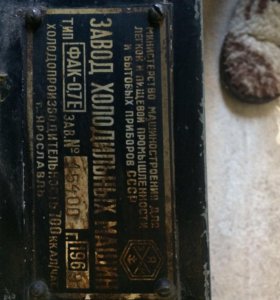 МИНИСТЕРСТВО МАШИНОСТРОЕНИЯ ДЛЯ
ЛЕГКОЙ И ПИЩЕВОЙ ПРОМЫШЛЕННОСТИ
И БЫТОВЫХ ПРИБОРОВ СССР
ЗАВОД ХОЛОДИЛЬНЫХ МАШИН
ТИП ФАК-0,7Е ЗАВ.№ Г.196
ХОЛОДОПРОИЗВОДИТЕЛЬНОСТЬ 700 ККАЛ/ЧАС
г. ЯРОСЛАВЛЬ